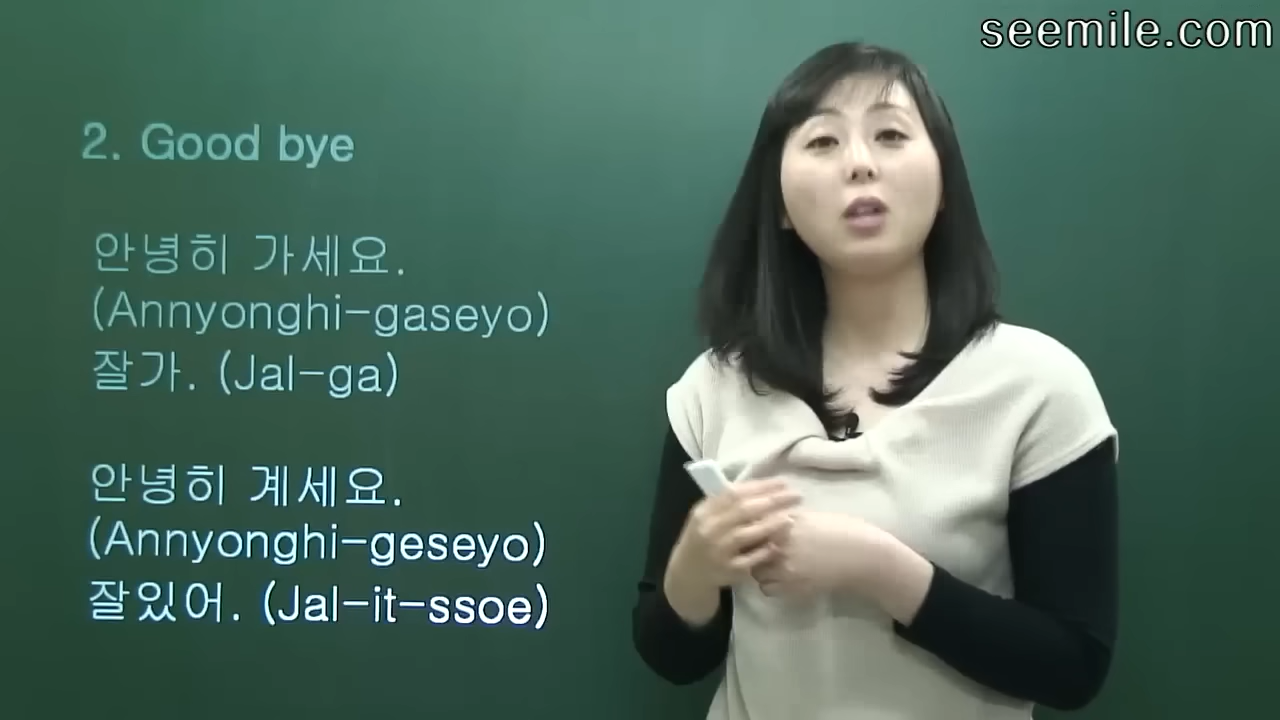 seemile.com
2. Good bye
안녕히 가세요.
(Annyonghi-gaseyo)
잘가. (Jal-ga)
안녕히 계세요.
(Annyonghi-geseyo)
잘있어. (Jal-it-ssoe)